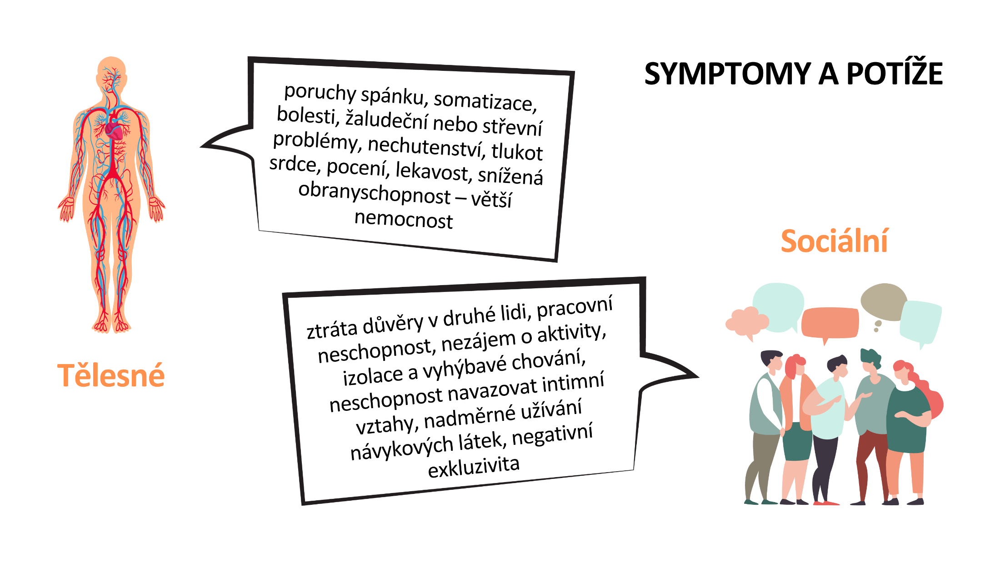 SYMPTOMY A POTÍŽE
poruchy spánku, somatizace,
bolesti, žaludeční nebo střevní
problémy, nechutenství, tlukot
srdce, pocení, lekavost, snížená
obranyschopnost – větší
nemocnost
Tělesné
Sociální
ztráta důvěry v druhé lidi, pracovní
neschopnost, nezájem o aktivity,
izolace a vyhýbavé chování,
neschopnost navazovat intimní
vztahy, nadměrné užívání
návykových látek, negativní
exkluzivita